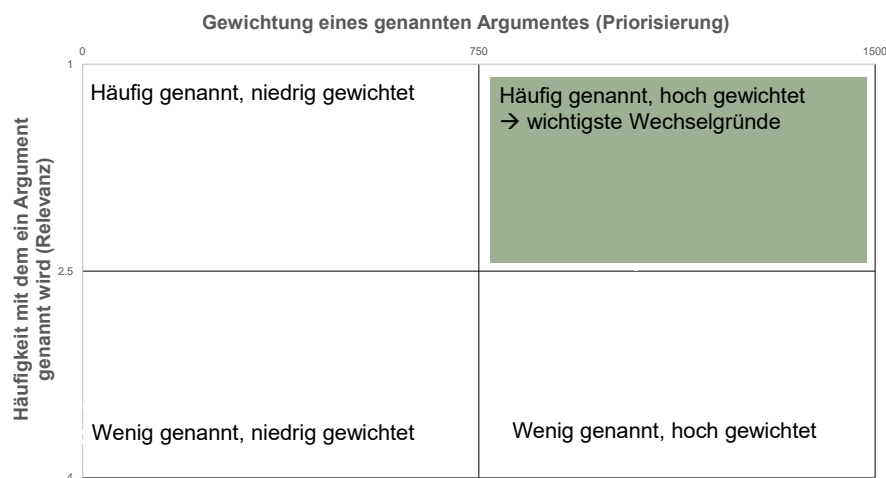 Gewichtung eines genannten Argumentes (Priorisierung)
0
750
1500
1
Häufig genannt, niedrig gewichtet
Häufig genannt, hoch gewichtet
→ wichtigste Wechselgründe
Häufigkeit mit dem ein Argument
genannt wird (Relevanz)
2.5
Wenig genannt, niedrig gewichtet
Wenig genannt, hoch gewichtet
4